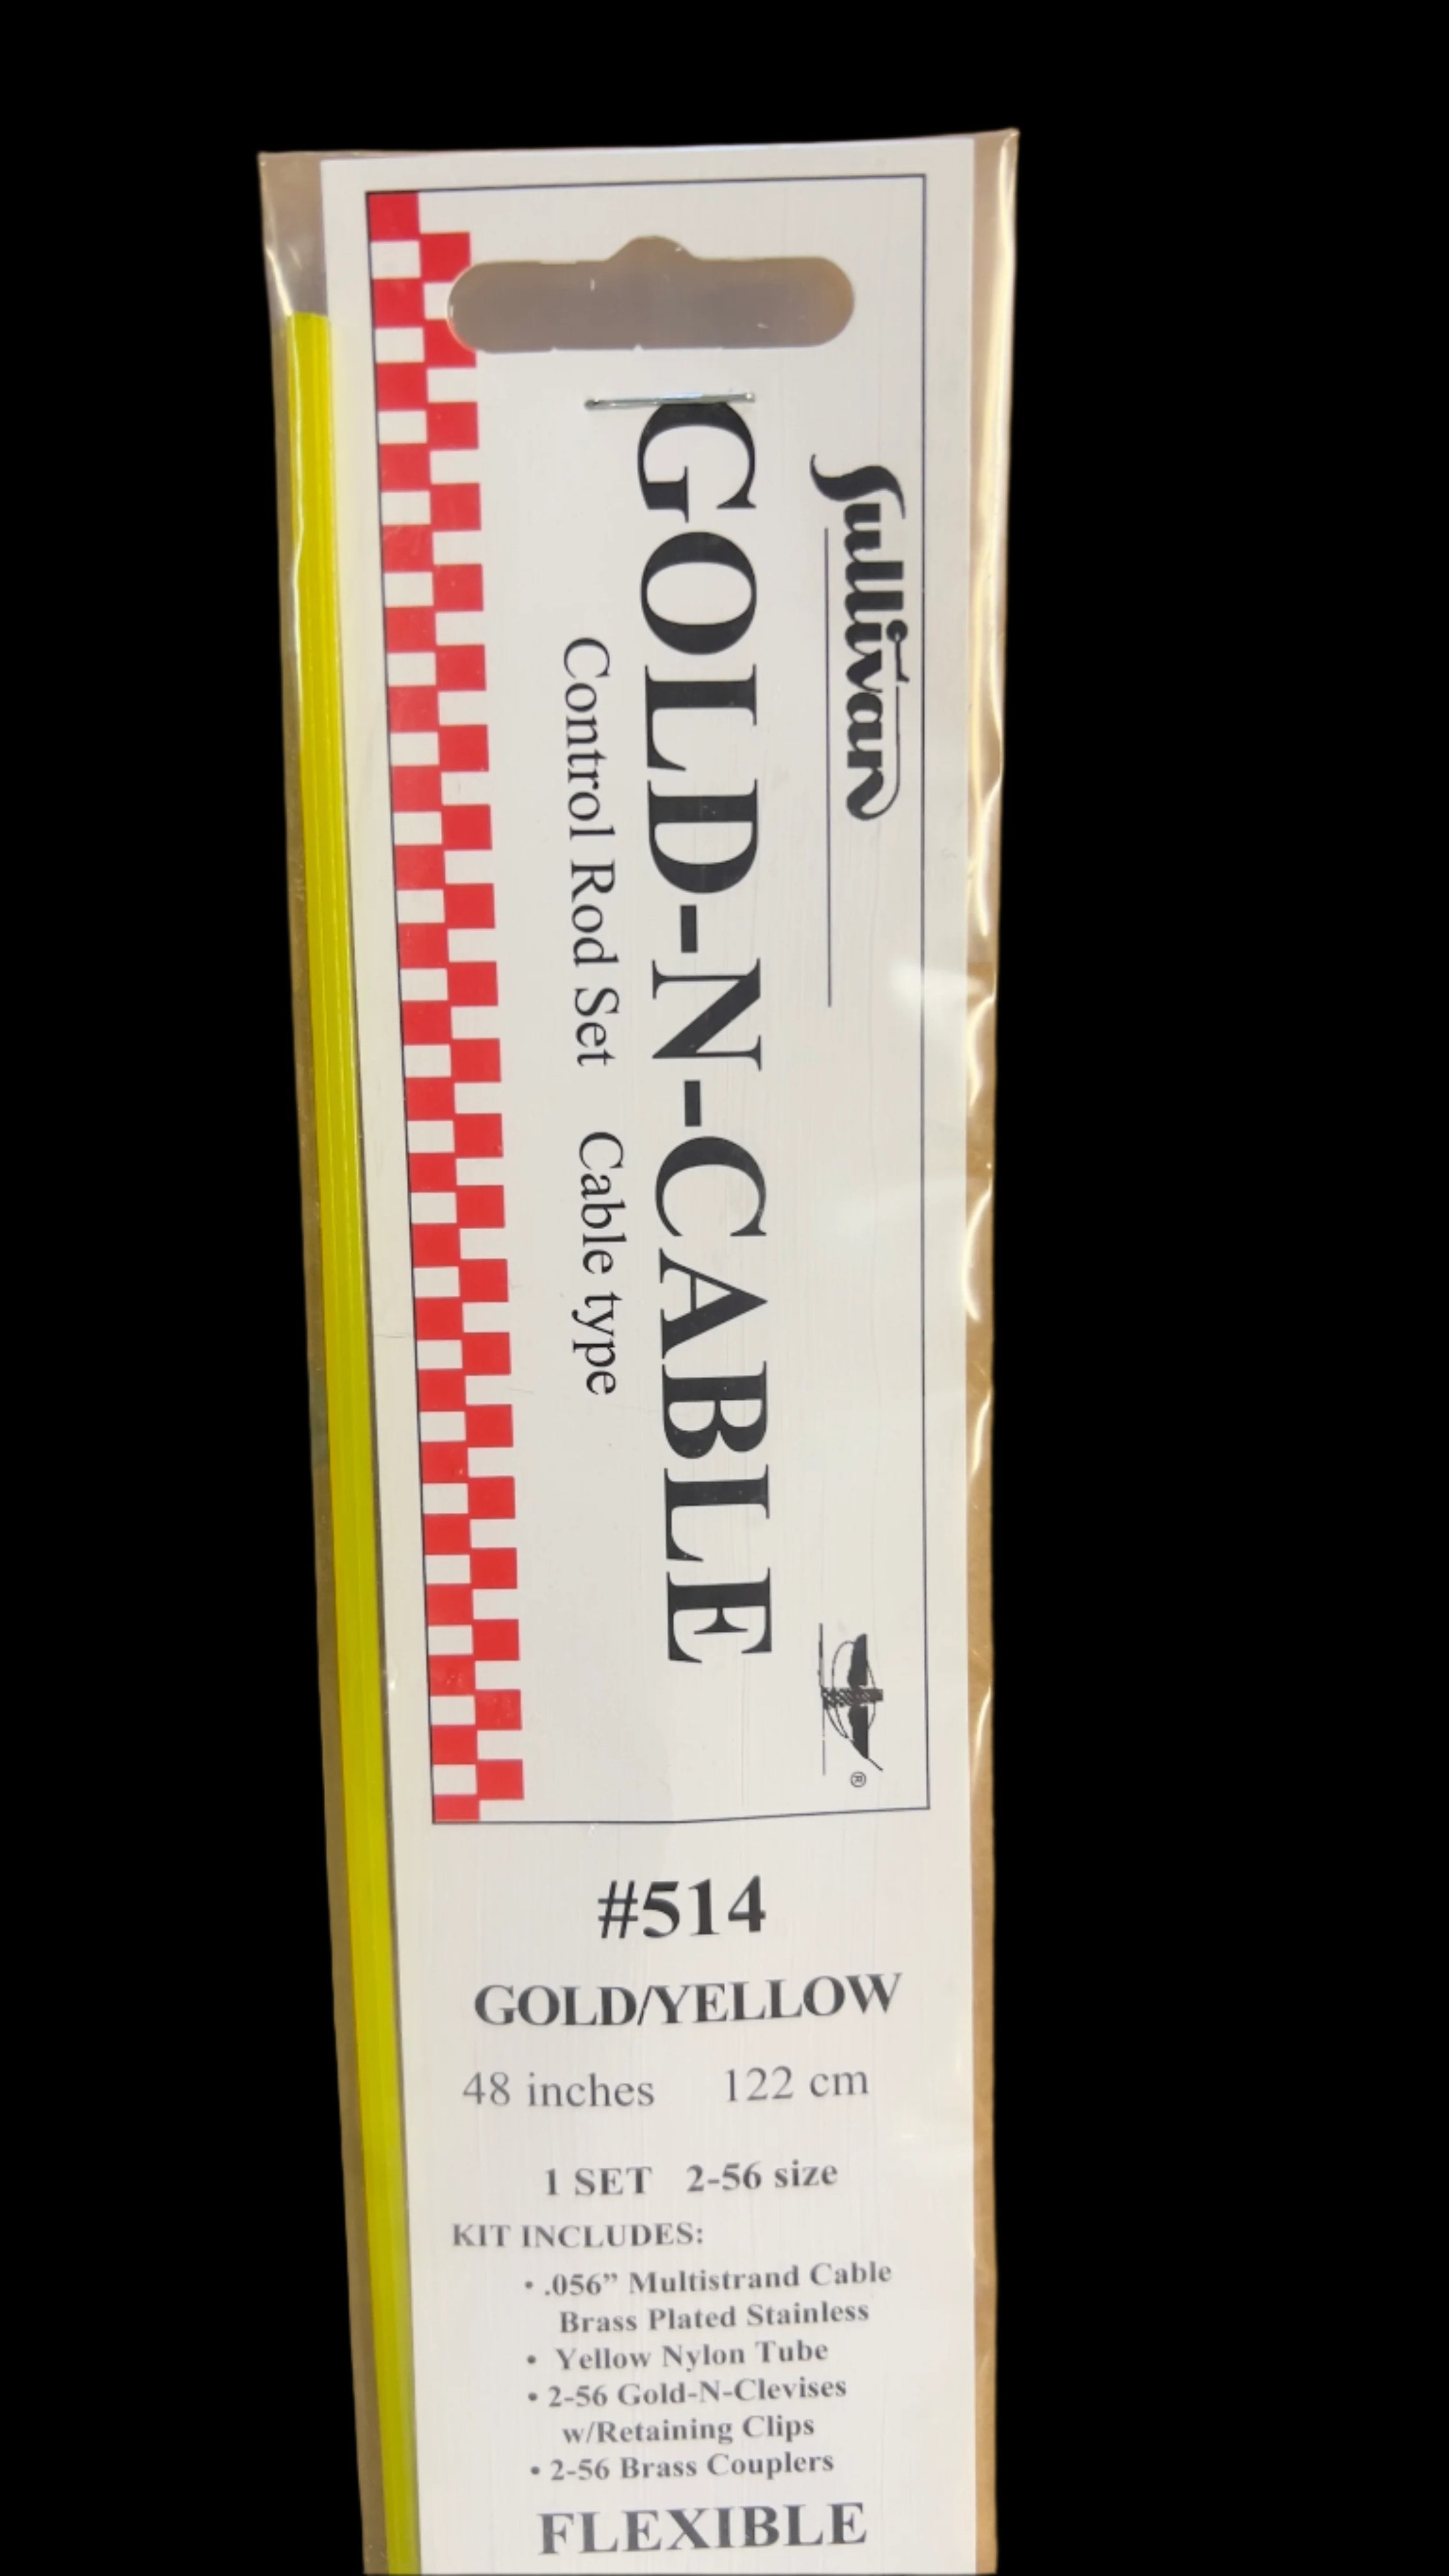 Sullivan
®
GOLD-N-CABLE
Control Rod Set Cable type
#514
GOLD/YELLOW
48 inches 122 cm
1 SET 2-56 size
KIT INCLUDES:
• .056” Multistrand Cable
Brass Plated Stainless
• Yellow Nylon Tube
• 2-56 Gold-N-Clevises
w/Retaining Clips
• 2-56 Brass Couplers
FLEXIBLE